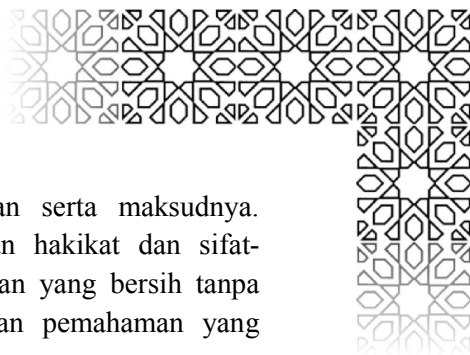 an serta maksudnya.
an hakikat dan sifat-
an yang bersih tanpa
an pemahaman yang